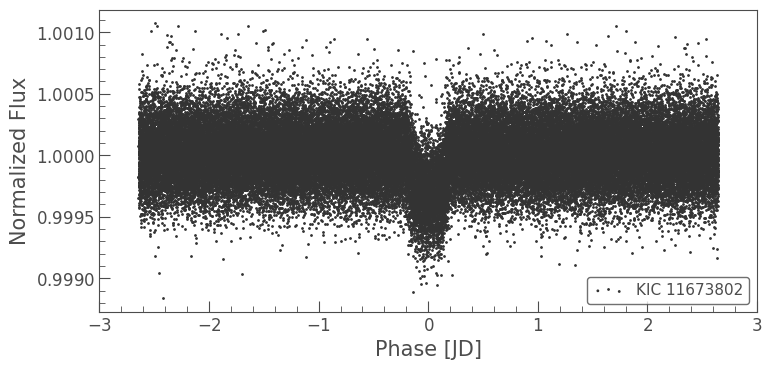 Normalized Flux
1.0010
1.0005
1.0000
0.9995
0.9990
KIC 11673802
−3 −2 −1 0 1 2 3
Phase [JD]